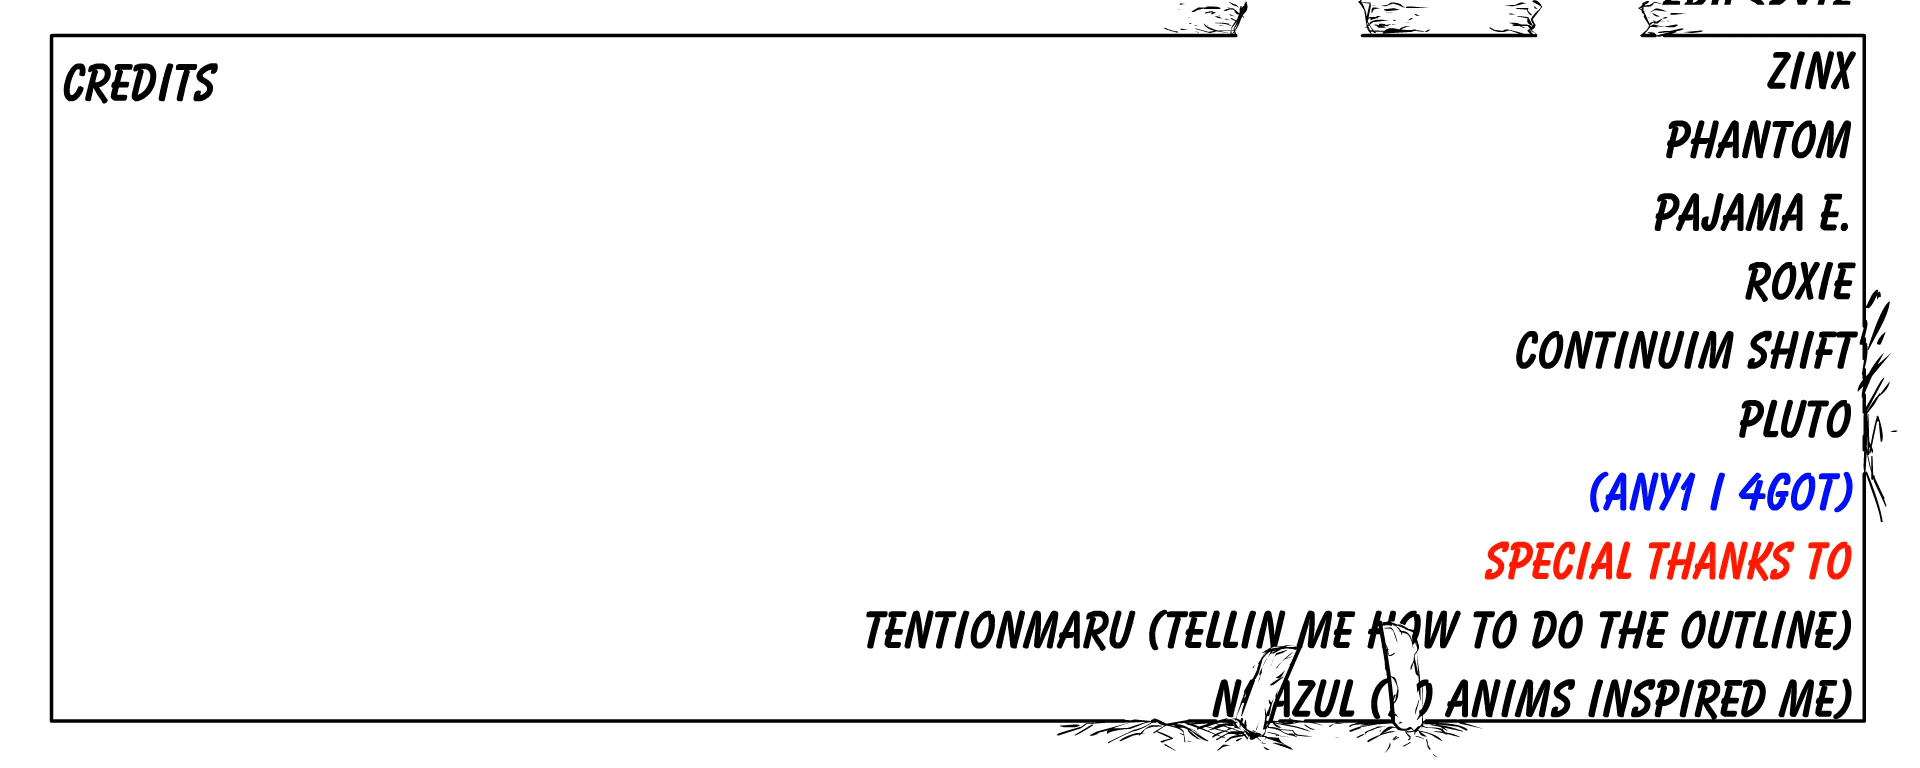 CREDITS
ZINX
PHANTOM
PAJAMA E.
ROXIE
CONTINUIM SHIFT
PLUTO
(ANY1 I 4GOT)
SPECIAL THANKS TO
TENTIONMARU (TELLIN ME HOW TO DO THE OUTLINE)
ANIMS INSPIRED ME)